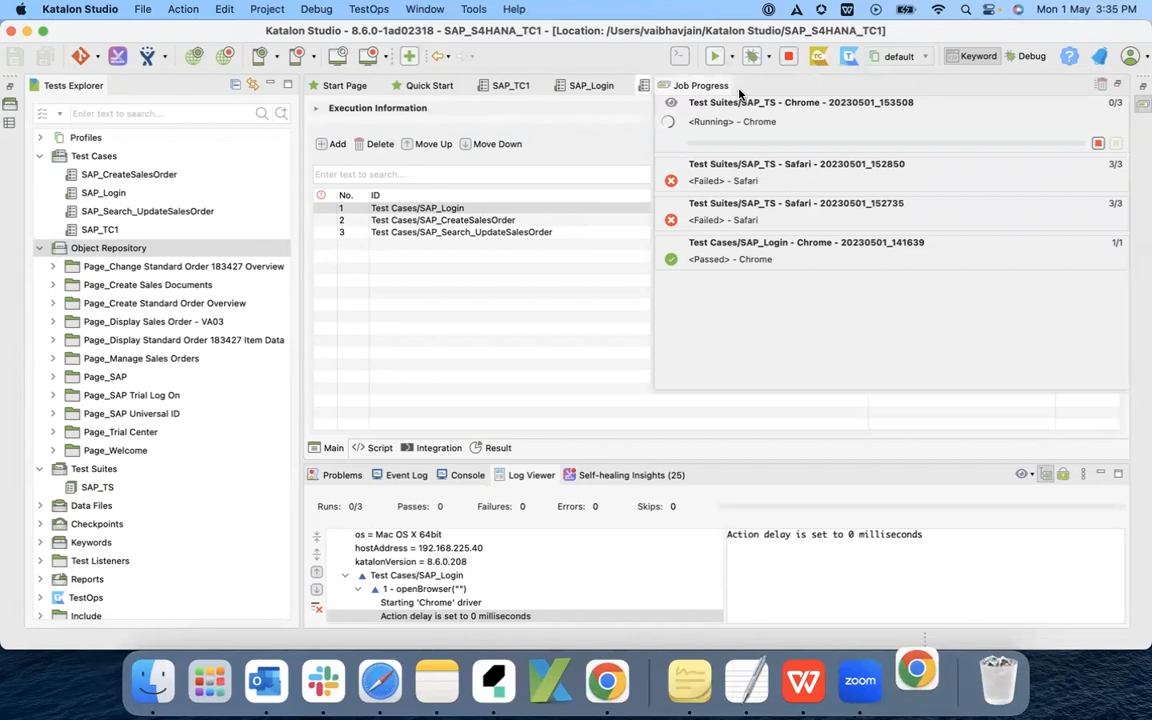 Katalon Studio File Action Edit Project Debug TestOps Window Tools Help Mon 1 May 3:35 PM
Katalon Studio - 8.6.0-1ad02318 - SAP_S4HANA_TC1 - [Location: /Users/vaibhavjain/Katalon Studio/SAP_S4HANA_TC1]
default Keyword Debug
Tests Explorer
Enter text to search...
Profiles
Test Cases
SAP_CreateSalesOrder
SAP_Login
SAP_Search_UpdateSalesOrder
SAP_TC1
Object Repository
Page_Change Standard Order 183427 Overview
Page_Create Sales Documents
Page_Create Standard Order Overview
Page_Display Sales Order - VA03
Page_Display Standard Order 183427 Item Data
Page_Manage Sales Orders
Page_SAP
Page_SAP Trial Log On
Page_SAP Universal ID
Page_Trial Center
Page_Welcome
Test Suites
SAP_TS
Data Files
Checkpoints
Keywords
Test Listeners
Reports
TestOps
Include
Start Page Quick Start SAP_TC1 SAP_Login
Execution Information
Add Delete Move Up Move Down
Enter text to search...
No. ID
1 Test Cases/SAP_Login
2 Test Cases/SAP_CreateSalesOrder
3 Test Cases/SAP_Search_UpdateSalesOrder
Job Progress
Test Suites/SAP_TS - Chrome - 20230501_153508 0/3
<Running> - Chrome
Test Suites/SAP_TS - Safari - 20230501_152850 3/3
<Failed> - Safari
Test Suites/SAP_TS - Safari - 20230501_152735 3/3
<Failed> - Safari
Test Cases/SAP_Login - Chrome - 20230501_141639 1/1
<Passed> - Chrome
Main Script Integration Result
Problems Event Log Console Log Viewer Self-healing Insights (25)
Runs: 0/3 Passes: 0 Failures: 0 Errors: 0 Skips: 0
os = Mac OS X 64bit
hostAddress = 192.168.225.40
katalonVersion = 8.6.0.208
Test Cases/SAP_Login
1 - openBrowser("")
Starting 'Chrome' driver
Action delay is set to 0 milliseconds
Action delay is set to 0 milliseconds
zoom